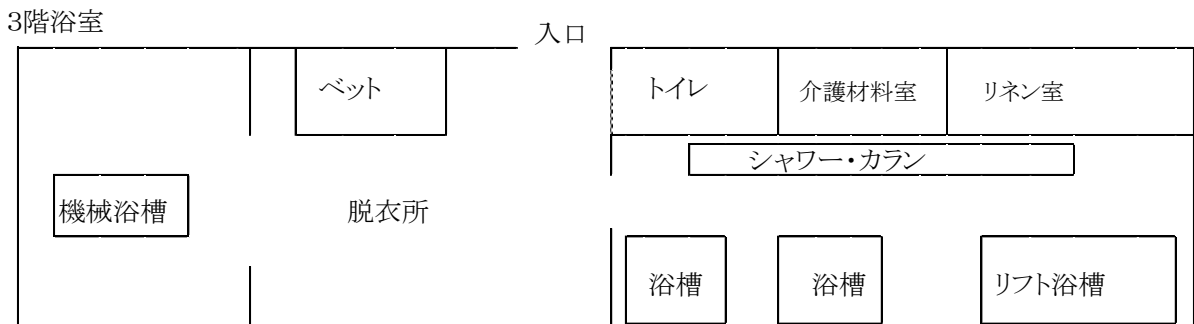 3階浴室
入口
ベット
トイレ
介護材料室
リネン室
シャワー・カラン
機械浴槽
脱衣所
浴槽
浴槽
リフト浴槽